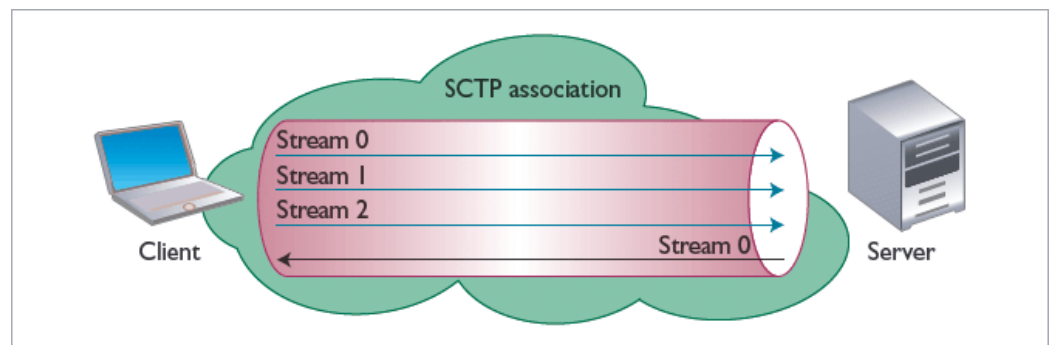 SCTP association
Stream 0
Stream 1
Stream 2
Stream 0
Client
Server